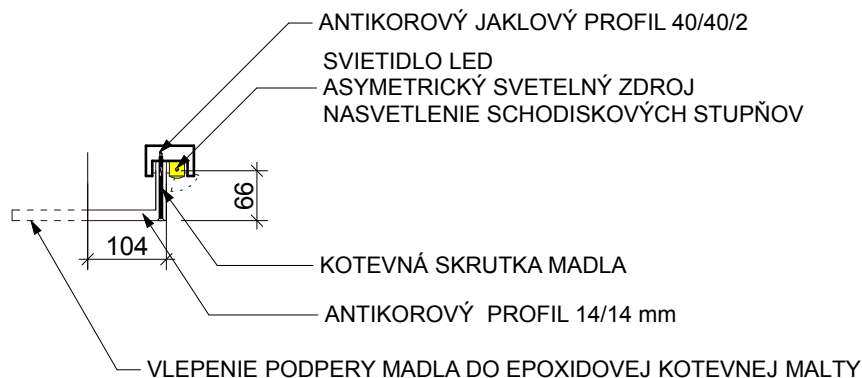 ANTIKOROVÝ JAKLOVÝ PROFIL 40/40/2
SVIETIDLO LED
ASYMETRICKÝ SVETELNÝ ZDROJ
NASVETLENIE SCHODISKOVÝCH STUPŇOV
66
104
KOTEVNÁ SKRUTKA MADLA
ANTIKOROVÝ PROFIL 14/14 mm
VLEPENIE PODPERY MADLA DO EPOXIDOVEJ KOTEVNEJ MALTY